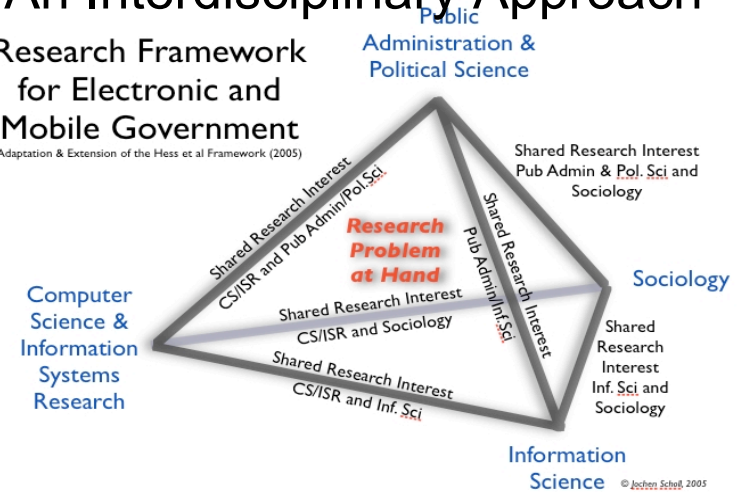 An Interdisciplinary Approach
Research Framework
for Electronic and
Mobile Government
Adaptation & Extension of the Hess et al Framework (2005)
Public
Administration &
Political Science
Shared Research Interest
CS/ISR and Pub Admin/Pol.Sci
Shared Research Interest
Pub Admin & Pol. Sci and
Sociology
Research
Problem
at Hand
Shared Research Interest
Pub Admin/Inf.Sci
Sociology
Computer
Science &
Information
Systems
Research
Shared Research Interest
CS/ISR and Sociology
Shared
Research
Interest
Inf. Sci and
Sociology
Shared Research Interest
CS/ISR and Inf. Sci
Information
Science
© Jochen Scholl, 2005